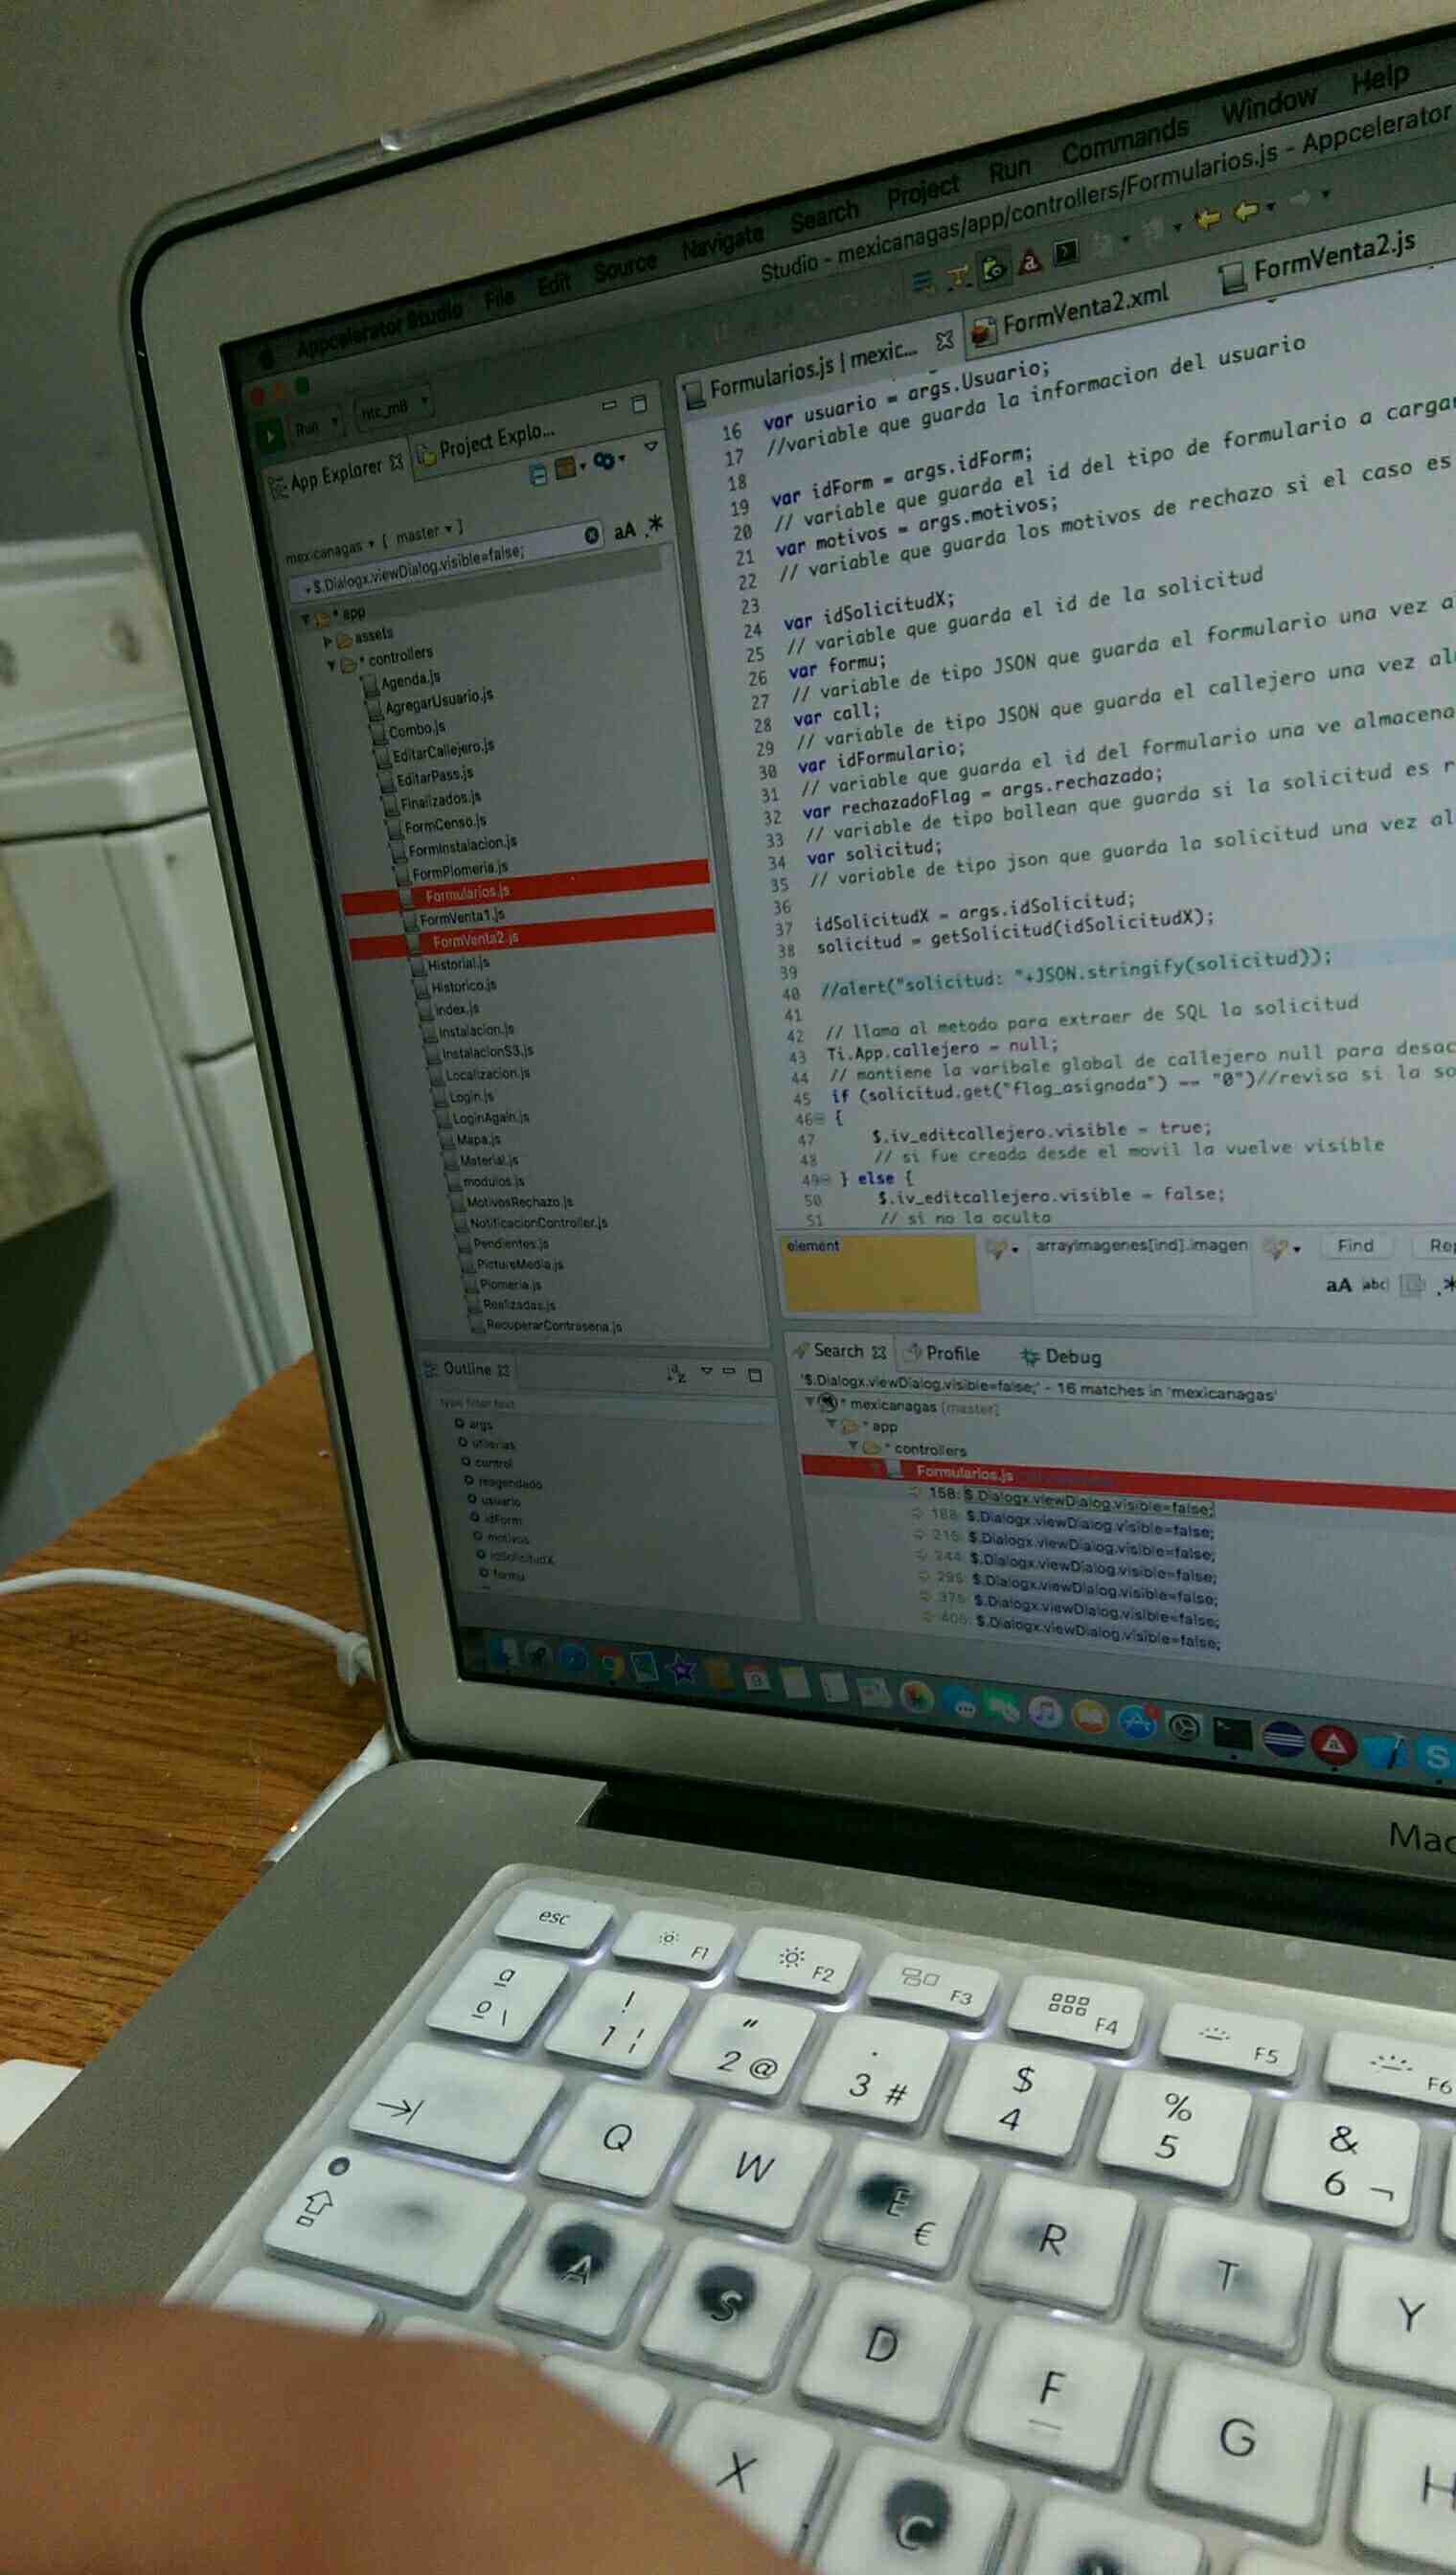 Appcelerator Studio File Edit Source Navigate Search Project Run Commands Window Help
Studio - mexicanagas/app/controllers/Formularios.js - Appcelerator
Run htc_m8
App Explorer Project Explo...
mexicanagas [ master ]
$.Dialogx.viewDialog.visible=false; aA .*
* app
assets
* controllers
Agenda.js
AgregarUsuario.js
Combo.js
EditarCallejero.js
EditarPass.js
Finalizados.js
FormCenso.js
FormInstalacion.js
FormPlomeria.js
Formularios.js
FormVenta1.js
FormVenta2.js
Historial.js
Historico.js
index.js
Instalacion.js
InstalacionS3.js
Localizacion.js
Login.js
LoginAgain.js
Mapa.js
Material.js
modulos.js
MotivosRechazo.js
NotificacionController.js
Pendientes.js
PictureMedia.js
Plomeria.js
Realizadas.js
RecuperarContrasena.js
Outline
type filter text
args
utilerias
control
reagendado
usuario
idForm
motivos
idSolicitudX
formu
Formularios.js | mexic... FormVenta2.xml FormVenta2.js
16 var usuario = args.Usuario;
17 //variable que guarda la informacion del usuario
18
19 var idForm = args.idForm;
20 // variable que guarda el id del tipo de formulario a cargar
21 var motivos = args.motivos;
22 // variable que guarda los motivos de rechazo si el caso es
23
24 var idSolicitudX;
25 // variable que guarda el id de la solicitud
26 var formu;
27 // variable de tipo JSON que guarda el formulario una vez a
28 var call;
29 // variable de tipo JSON que guarda el callejero una vez al
30 var idFormulario;
31 // variable que guarda el id del formulario una ve almacena
32 var rechazadoFlag = args.rechazado;
33 // variable de tipo bollean que guarda si la solicitud es r
34 var solicitud;
35 // variable de tipo json que guarda la solicitud una vez al
36
37 idSolicitudX = args.idSolicitud;
38 solicitud = getSolicitud(idSolicitudX);
39
40 //alert("solicitud: "+JSON.stringify(solicitud));
41
42 // llama al metodo para extraer de SQL la solicitud
43 Ti.App.callejero = null;
44 // mantiene la varibale global de callejero null para desac
45 if (solicitud.get("flag_asignada") == "0")//revisa si la so
46 {
47 $.iv_editcallejero.visible = true;
48 // si fue creada desde el movil la vuelve visible
49 } else {
50 $.iv_editcallejero.visible = false;
51 // si no la oculta
element arrayImagenes[ind].imagen Find Rep
aA abc .*
Search Profile Debug
'$.Dialogx.viewDialog.visible=false;' - 16 matches in 'mexicanagas'
* mexicanagas [master]
* app
* controllers
Formularios.js
158: $.Dialogx.viewDialog.visible=false;
188: $.Dialogx.viewDialog.visible=false;
215: $.Dialogx.viewDialog.visible=false;
244: $.Dialogx.viewDialog.visible=false;
295: $.Dialogx.viewDialog.visible=false;
375: $.Dialogx.viewDialog.visible=false;
405: $.Dialogx.viewDialog.visible=false;
Mac
esc F1 F2 F3 F4 F5 F6
ª º \ ! 1 ¦ " 2 @ · 3 # $ 4 % 5 & 6 ¬
Q W E € R T Y
A S D F G H
X C